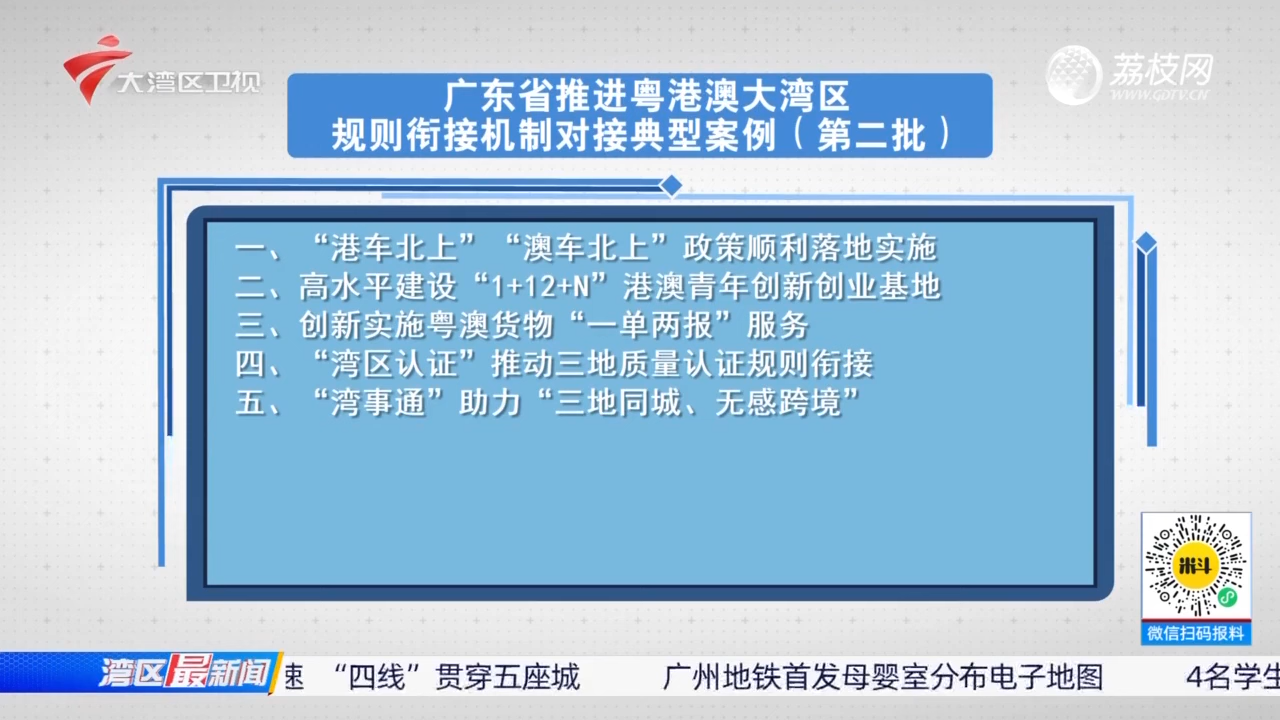 大湾区卫视
荔枝网
WWW.GDTV.CN
广东省推进粤港澳大湾区
规则衔接机制对接典型案例（第二批）
一、“港车北上”“澳车北上”政策顺利落地实施
二、高水平建设“1+12+N”港澳青年创新创业基地
三、创新实施粤澳货物“一单两报”服务
四、“湾区认证”推动三地质量认证规则衔接
五、“湾事通”助力“三地同城、无感跨境”
米斗
微信扫码报料
湾区最新闻
速 “四线”贯穿五座城 广州地铁首发母婴室分布电子地图 4名学生